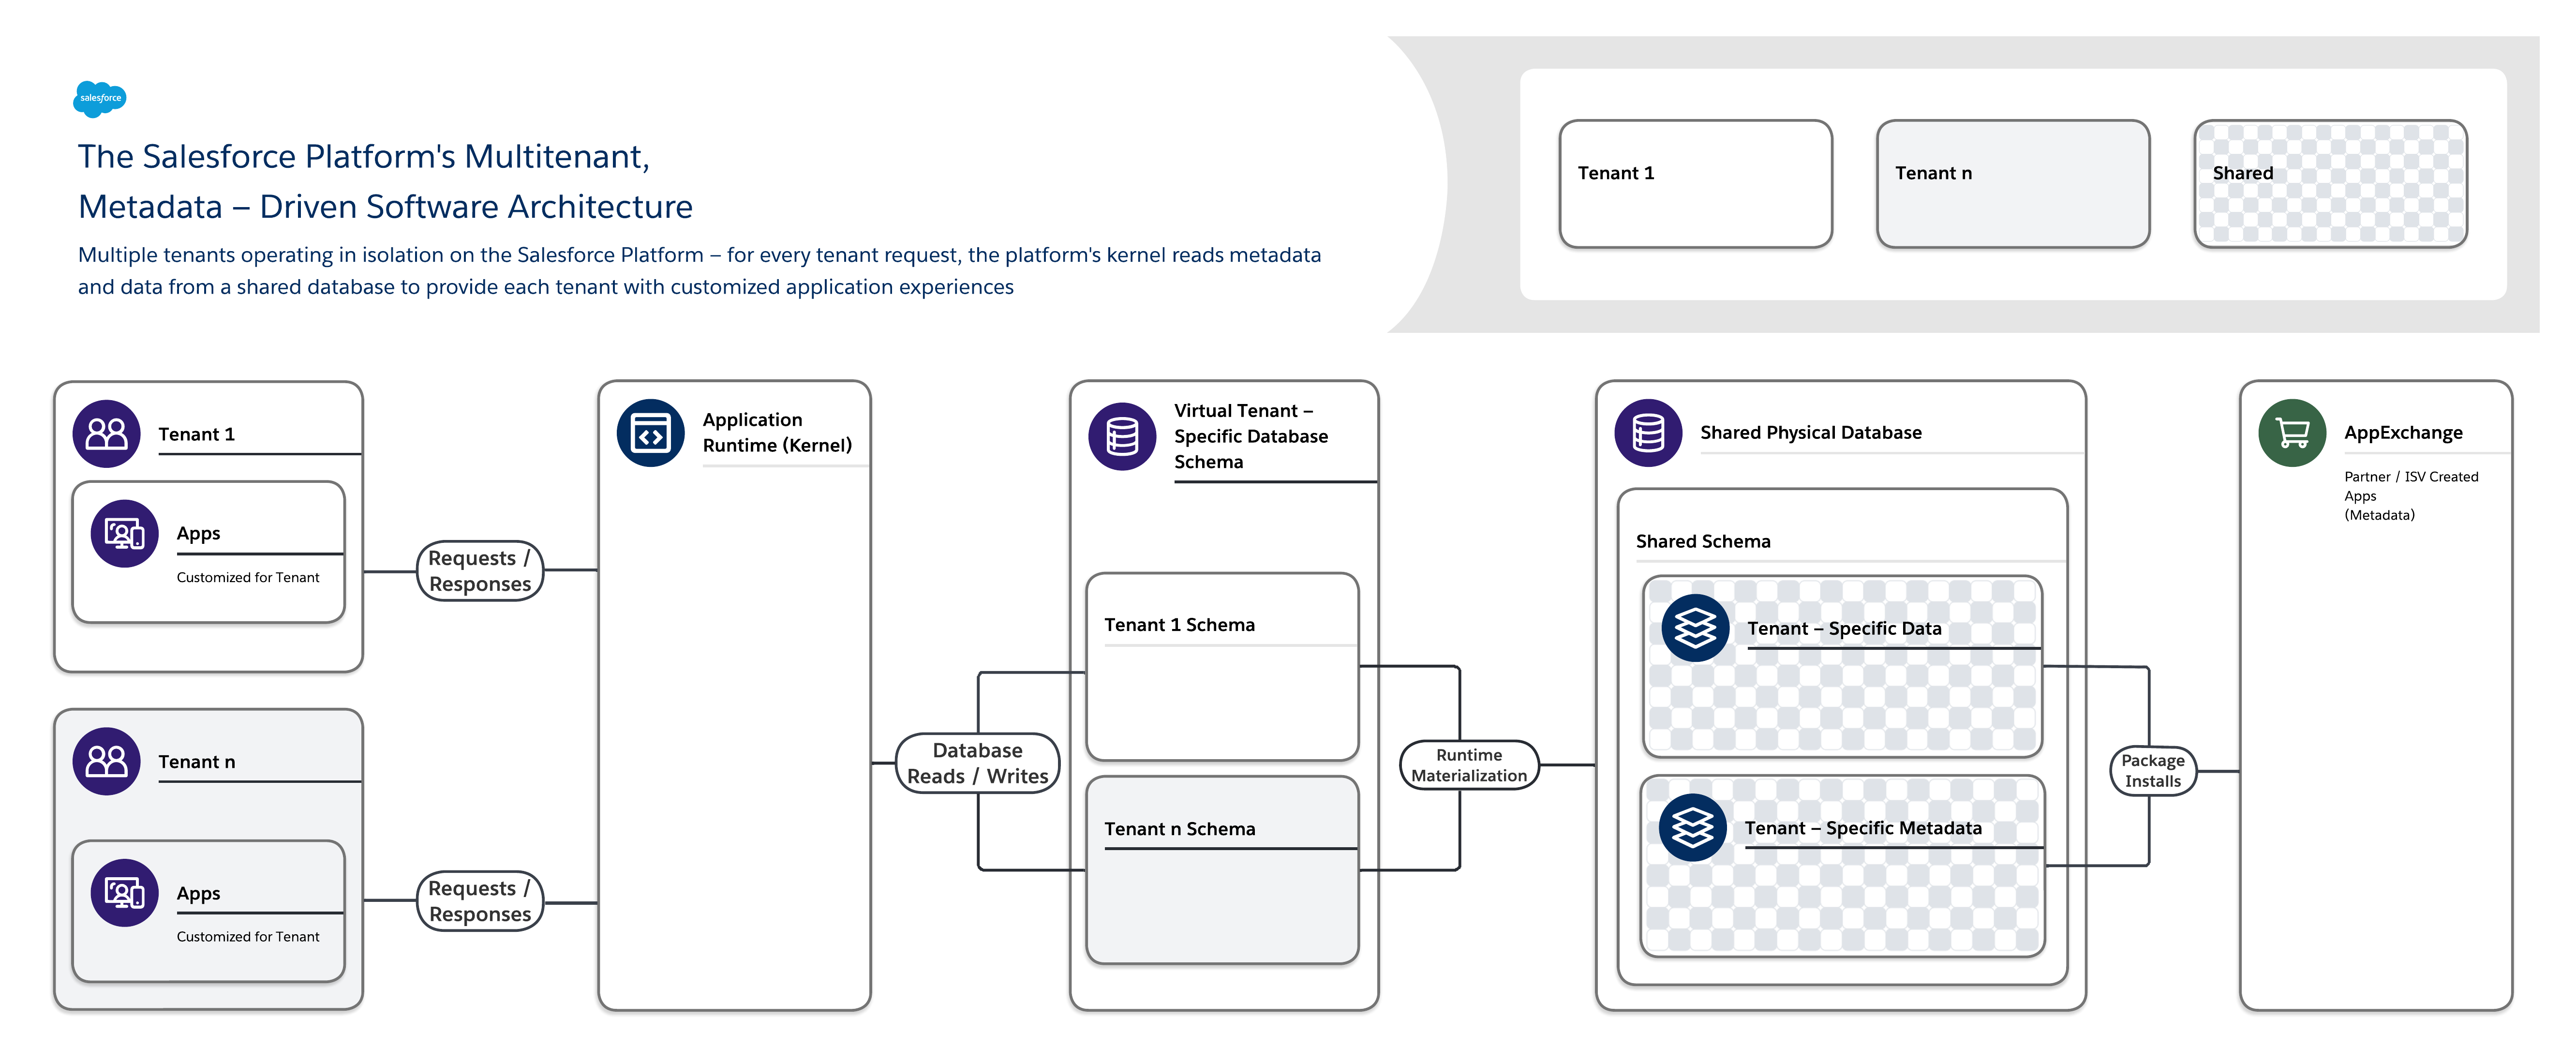 salesforce
The Salesforce Platform's Multitenant,
Metadata – Driven Software Architecture
Multiple tenants operating in isolation on the Salesforce Platform – for every tenant request, the platform's kernel reads metadata
and data from a shared database to provide each tenant with customized application experiences
Tenant 1
Tenant n
Shared
Tenant 1
Apps
Customized for Tenant
Requests /
Responses
Tenant n
Apps
Customized for Tenant
Requests /
Responses
Application
Runtime (Kernel)
Database
Reads / Writes
Virtual Tenant –
Specific Database
Schema
Tenant 1 Schema
Tenant n Schema
Runtime
Materialization
Shared Physical Database
Shared Schema
Tenant – Specific Data
Tenant – Specific Metadata
Package
Installs
AppExchange
Partner / ISV Created
Apps
(Metadata)